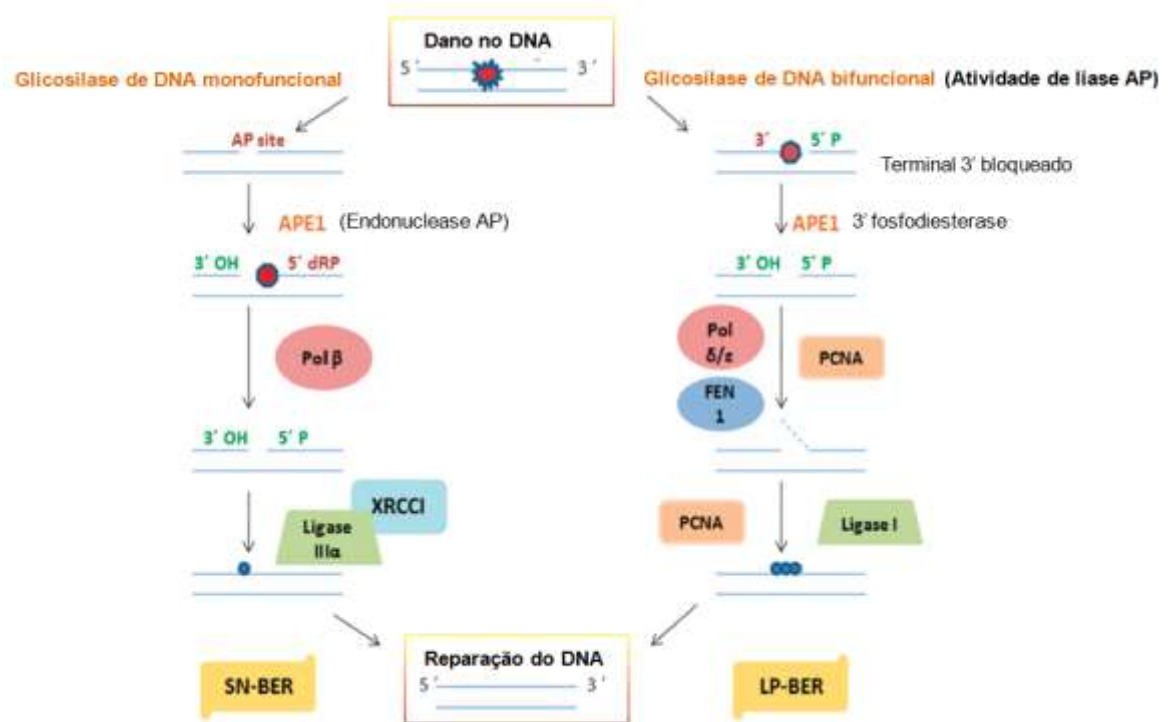 Dano no DNA
5´ 3´
Glicosilase de DNA monofuncional
Glicosilase de DNA bifuncional (Atividade de líase AP)
AP site
3´ 5´ P
Terminal 3´ bloqueado
APE1 (Endonuclease AP)
APE1 3´ fosfodiesterase
3´ OH 5´ dRP
3´ OH 5´ P
Pol β
Pol
δ/ε
PCNA
FEN
1
3´ OH 5´ P
XRCCI
Ligase
IIIα
PCNA
Ligase I
Reparação do DNA
5´ 3´
SN-BER
LP-BER